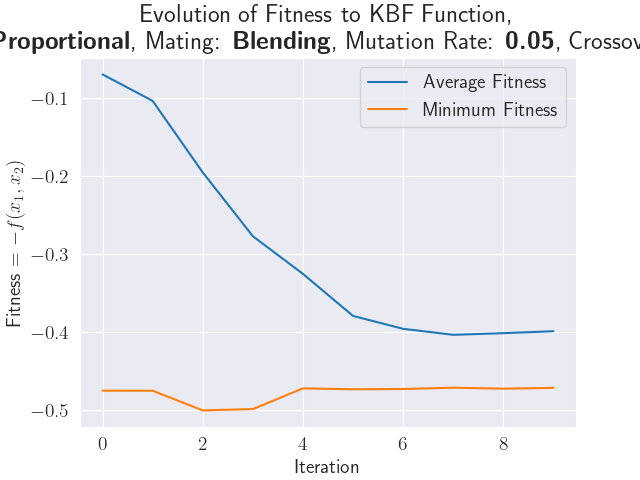 Evolution of Fitness to KBF Function,
Proportional, Mating: Blending, Mutation Rate: 0.05, Crossov
Average Fitness
Minimum Fitness
Fitness = −f(x₁, x₂)
−0.1
−0.2
−0.3
−0.4
−0.5
0 2 4 6 8
Iteration